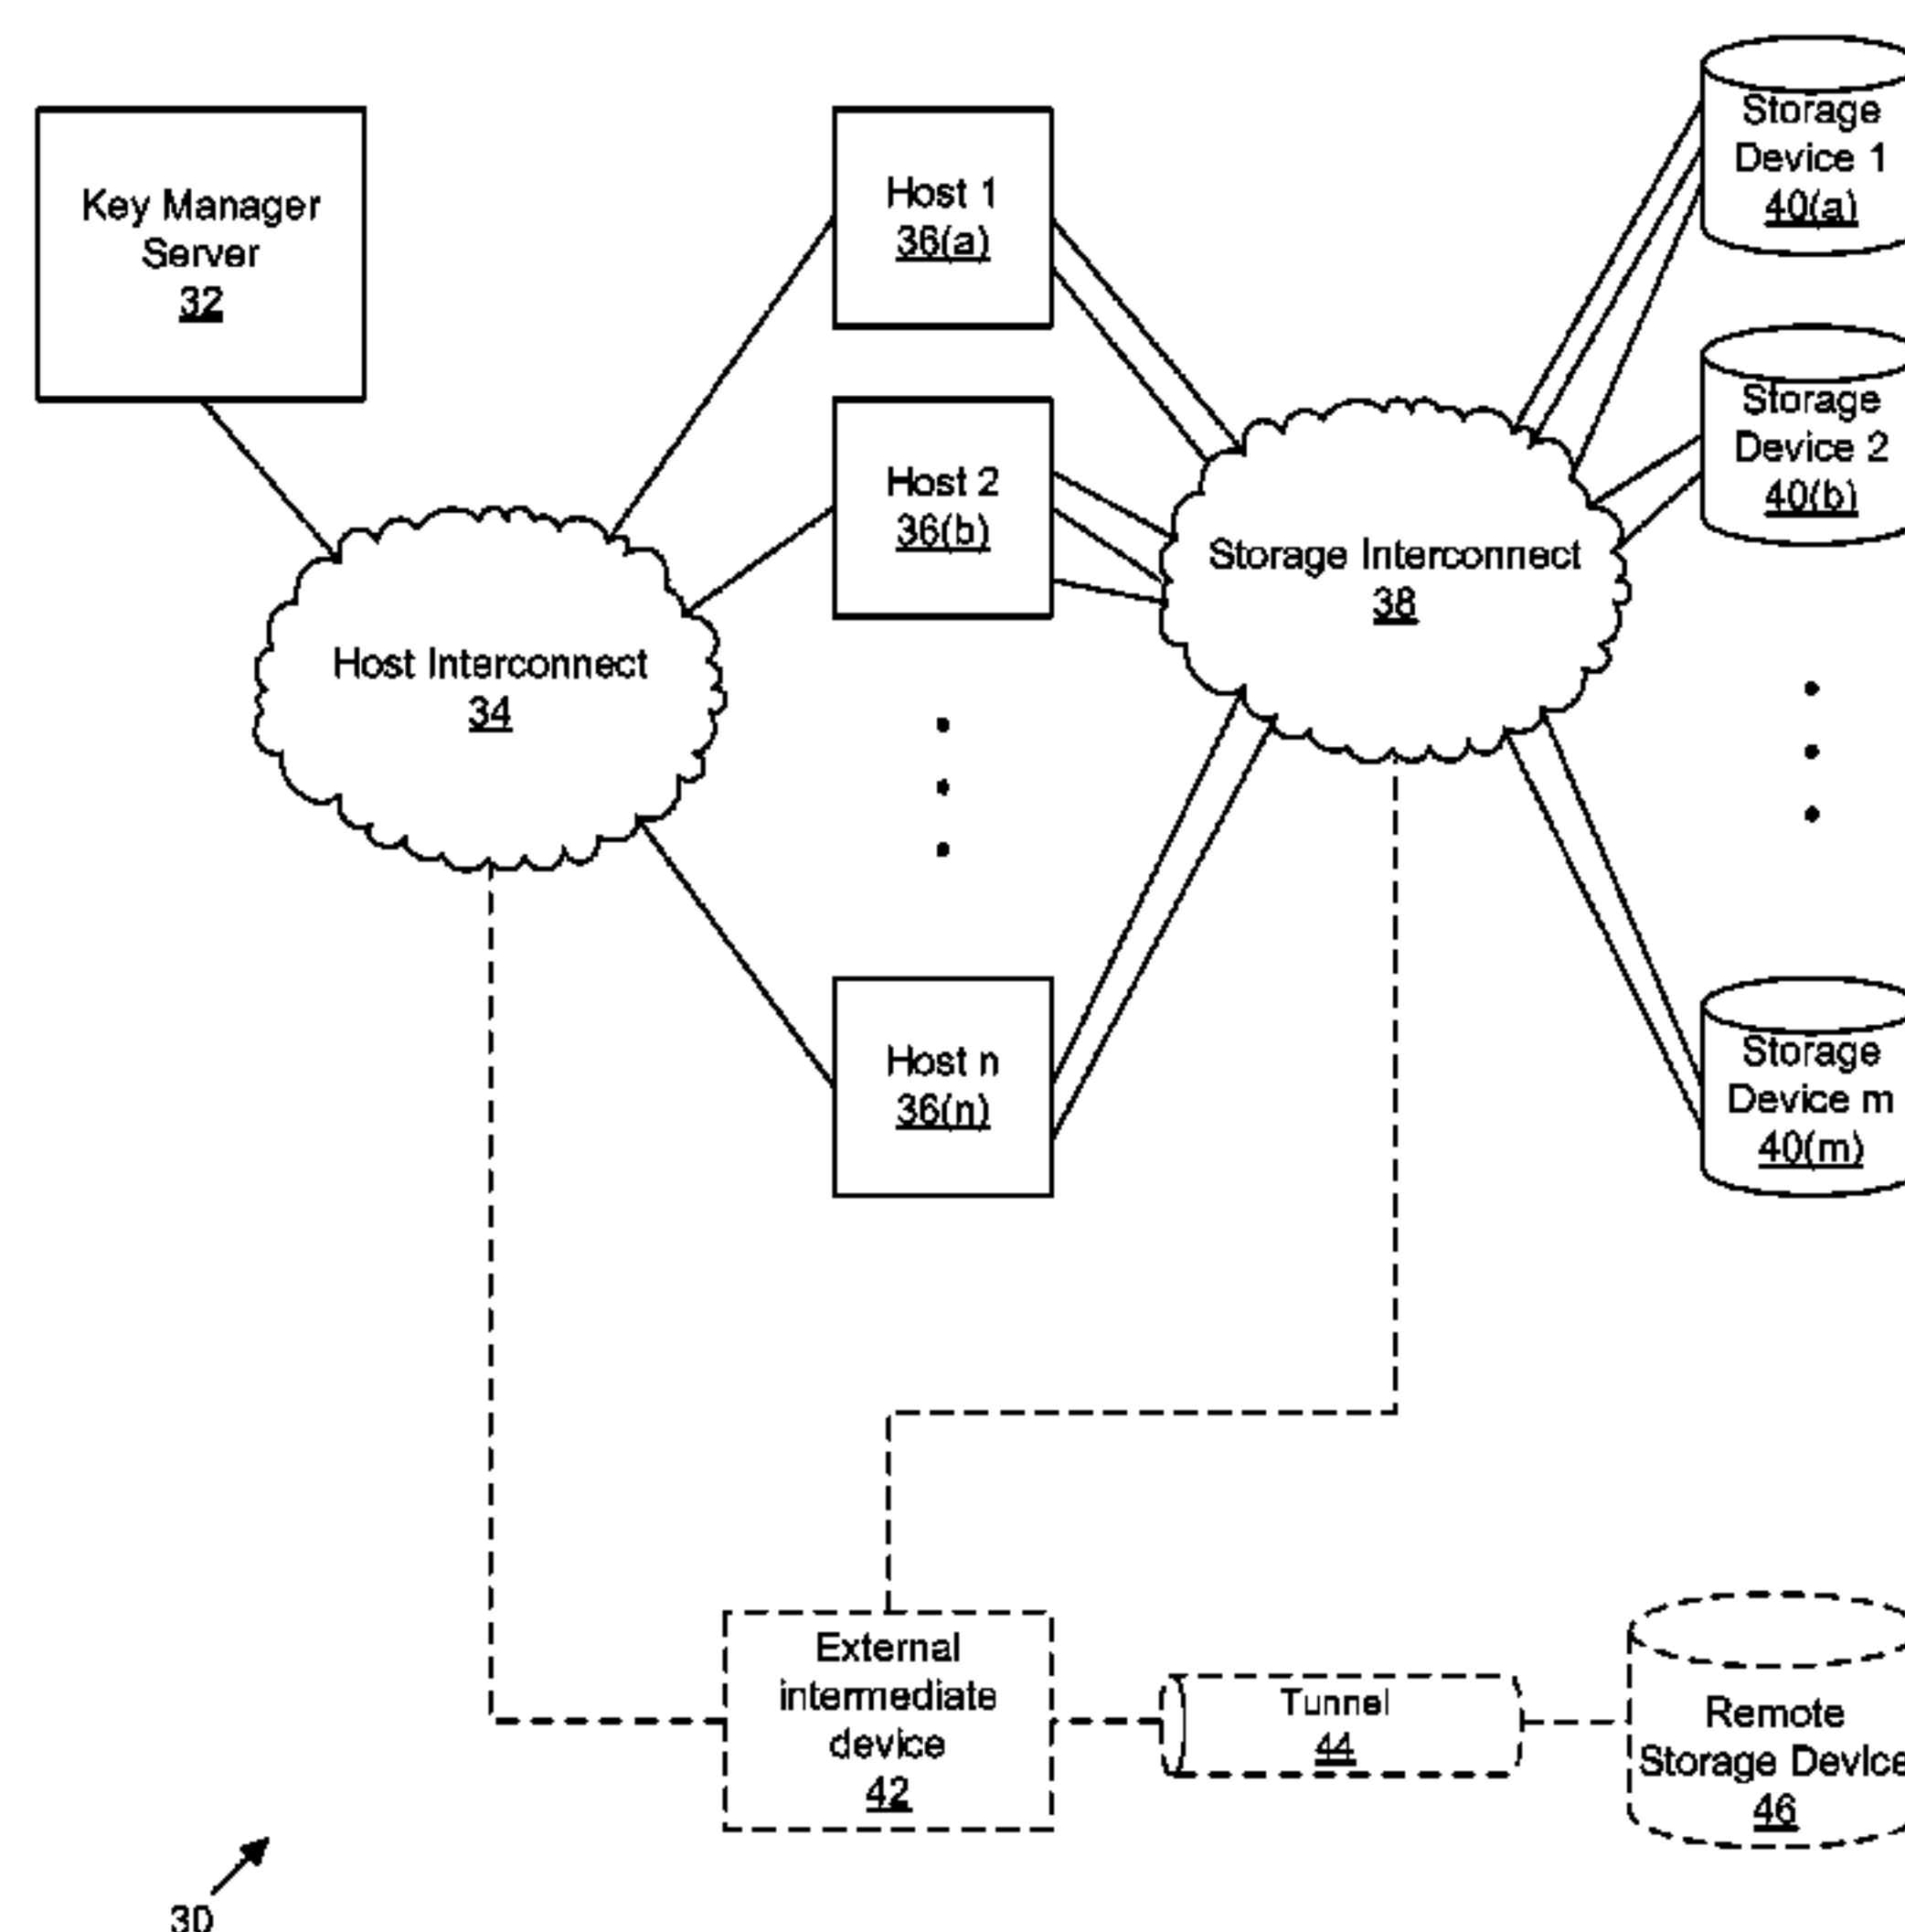 Key Manager
Server
32
Host 1
36(a)
Storage
Device 1
40(a)
Host 2
36(b)
Storage
Device 2
40(b)
Storage Interconnect
38
Host Interconnect
34
Host n
36(n)
Storage
Device m
40(m)
External
intermediate
device
42
Tunnel
44
Remote
Storage Device
46
30